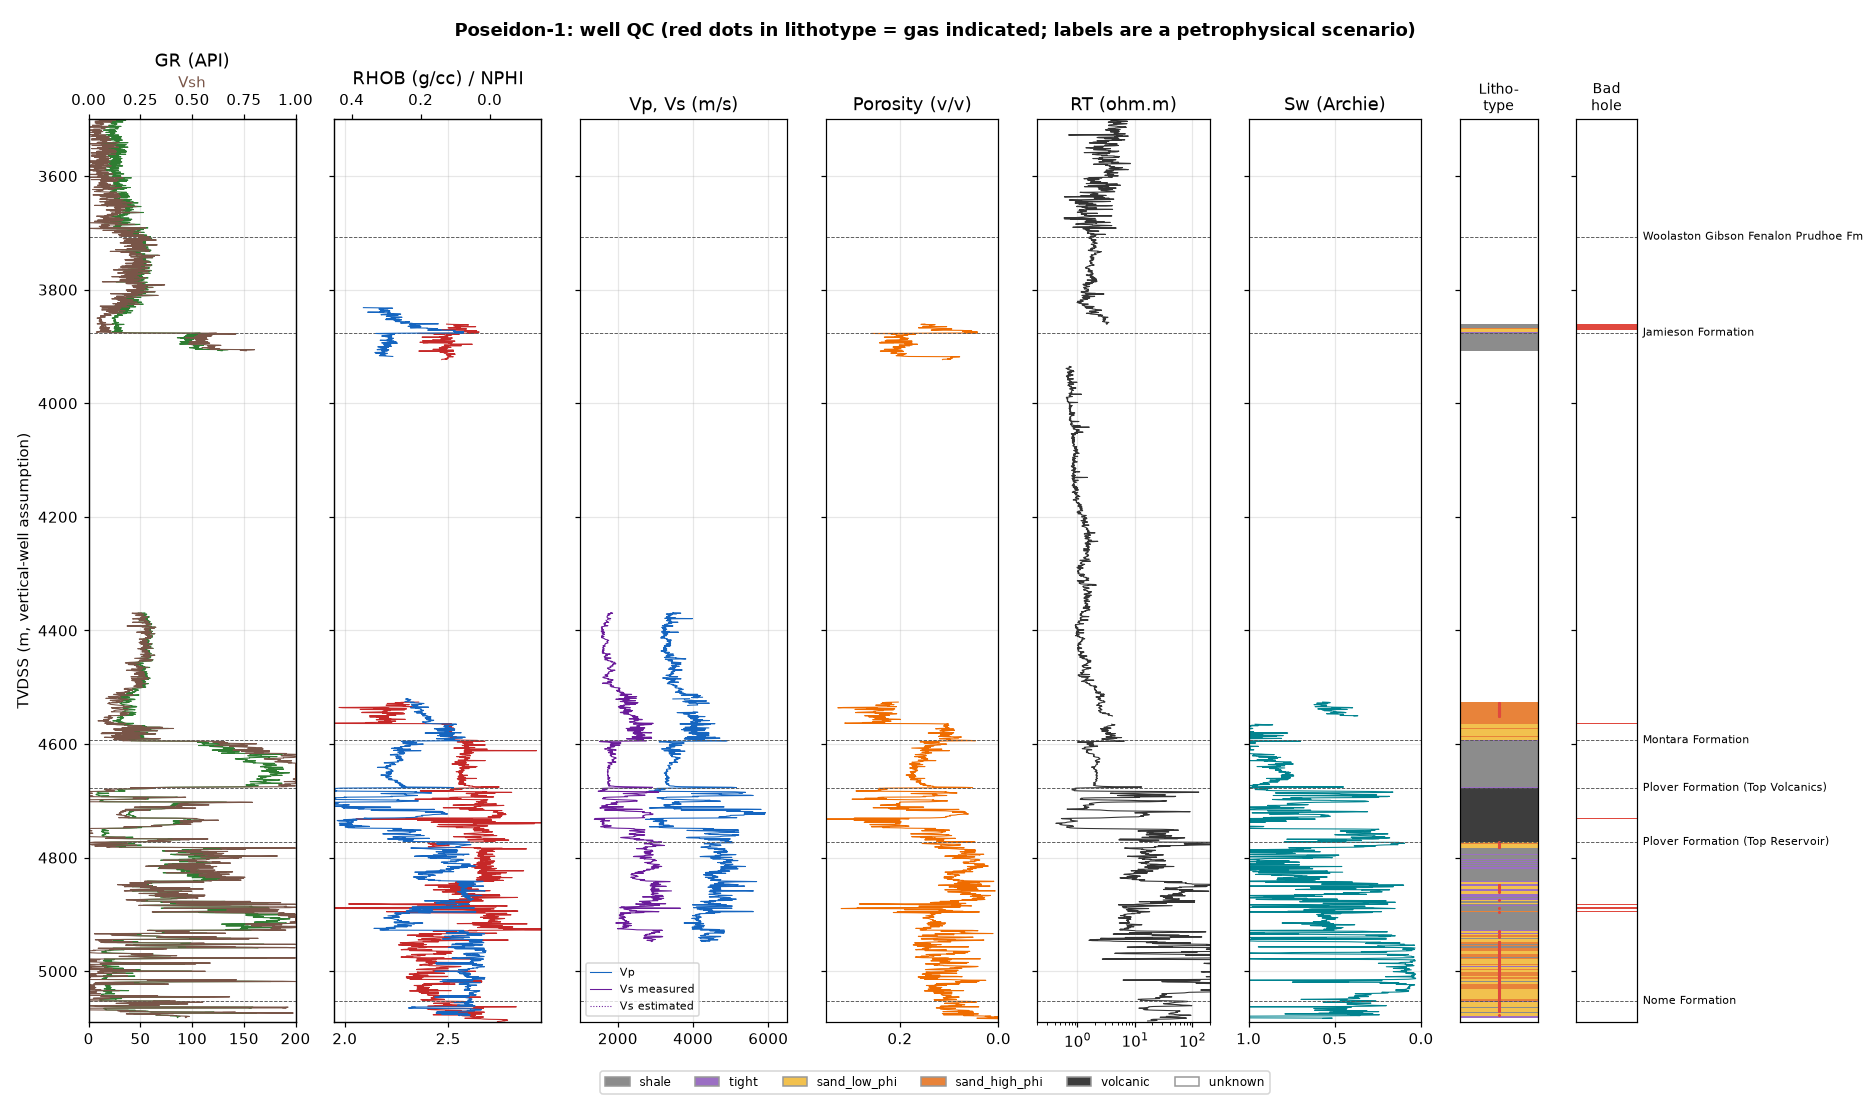 Poseidon-1: well QC (red dots in lithotype = gas indicated; labels are a petrophysical scenario)
GR (API)
Vsh
0.00 0.25 0.50 0.75 1.00
RHOB (g/cc) / NPHI
0.4 0.2 0.0
Vp, Vs (m/s)
Porosity (v/v)
RT (ohm.m)
Sw (Archie)
Litho-
type
Bad
hole
TVDSS (m, vertical-well assumption)
3600
3800
4000
4200
4400
4600
4800
5000
Woolaston Gibson Fenalon Prudhoe Fm
Jamieson Formation
Montara Formation
Plover Formation (Top Volcanics)
Plover Formation (Top Reservoir)
Nome Formation
Vp
Vs measured
Vs estimated
0 50 100 150 200
2.0 2.5
2000 4000 6000
0.2 0.0
10⁰ 10¹ 10²
1.0 0.5 0.0
shale tight sand_low_phi sand_high_phi volcanic unknown